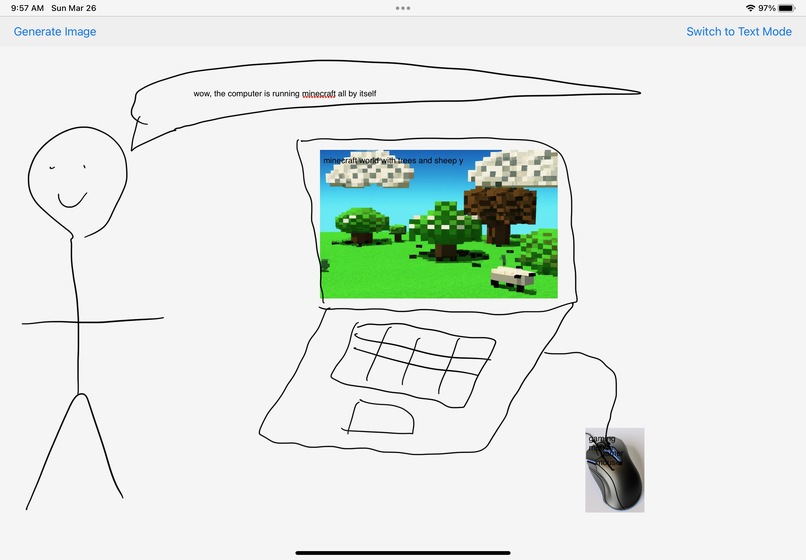 9:57 AM Sun Mar 26
97%
Generate Image
Switch to Text Mode
wow, the computer is running minecraft all by itself
minecraft world with trees and sheep y
gaming
mouse